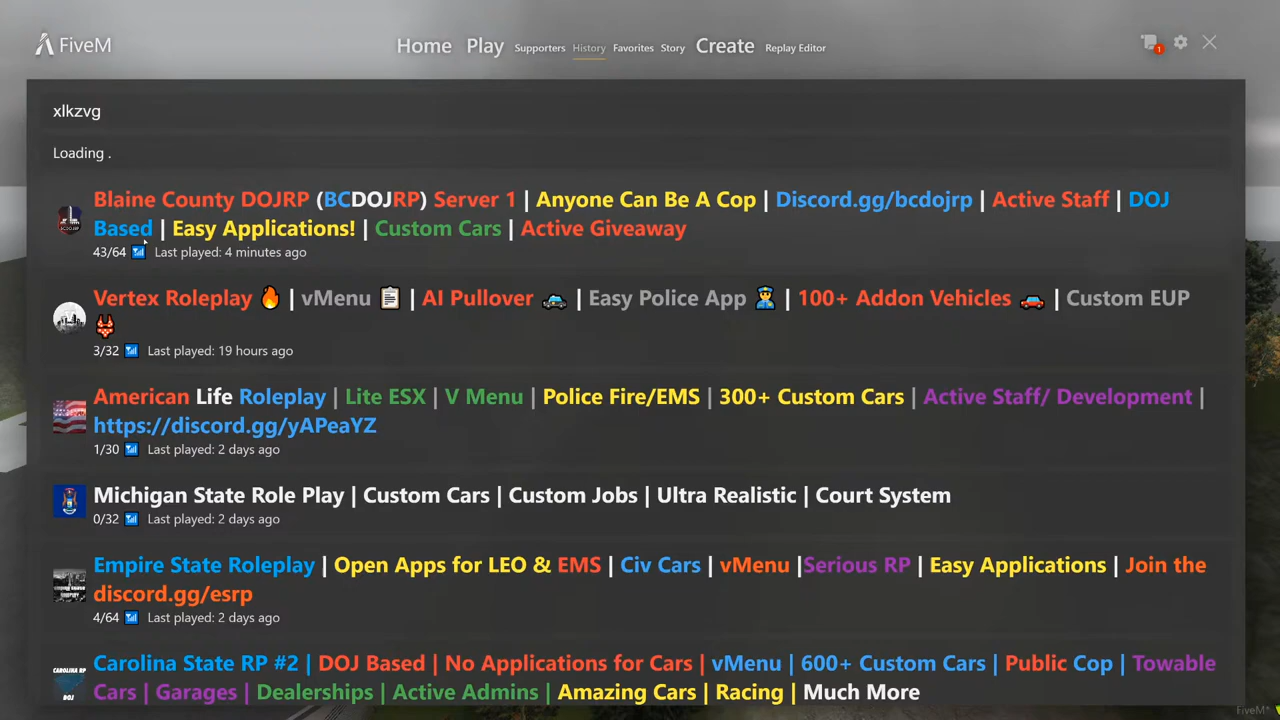 FiveM
Home Play Supporters History Favorites Story Create Replay Editor
1
xlkzvg
Loading .
Blaine County DOJRP (BCDOJRP) Server 1 | Anyone Can Be A Cop | Discord.gg/bcdojrp | Active Staff | DOJ
Based | Easy Applications! | Custom Cars | Active Giveaway
43/64 Last played: 4 minutes ago
Vertex Roleplay 🔥 | vMenu 📋 | AI Pullover 🚓 | Easy Police App 👮 | 100+ Addon Vehicles 🚗 | Custom EUP
3/32 Last played: 19 hours ago
American Life Roleplay | Lite ESX | V Menu | Police Fire/EMS | 300+ Custom Cars | Active Staff/ Development |
https://discord.gg/yAPeaYZ
1/30 Last played: 2 days ago
Michigan State Role Play | Custom Cars | Custom Jobs | Ultra Realistic | Court System
0/32 Last played: 2 days ago
Empire State Roleplay | Open Apps for LEO & EMS | Civ Cars | vMenu |Serious RP | Easy Applications | Join the
discord.gg/esrp
4/64 Last played: 2 days ago
CAROLINA RP
DOJ
Carolina State RP #2 | DOJ Based | No Applications for Cars | vMenu | 600+ Custom Cars | Public Cop | Towable
Cars | Garages | Dealerships | Active Admins | Amazing Cars | Racing | Much More
FiveM*